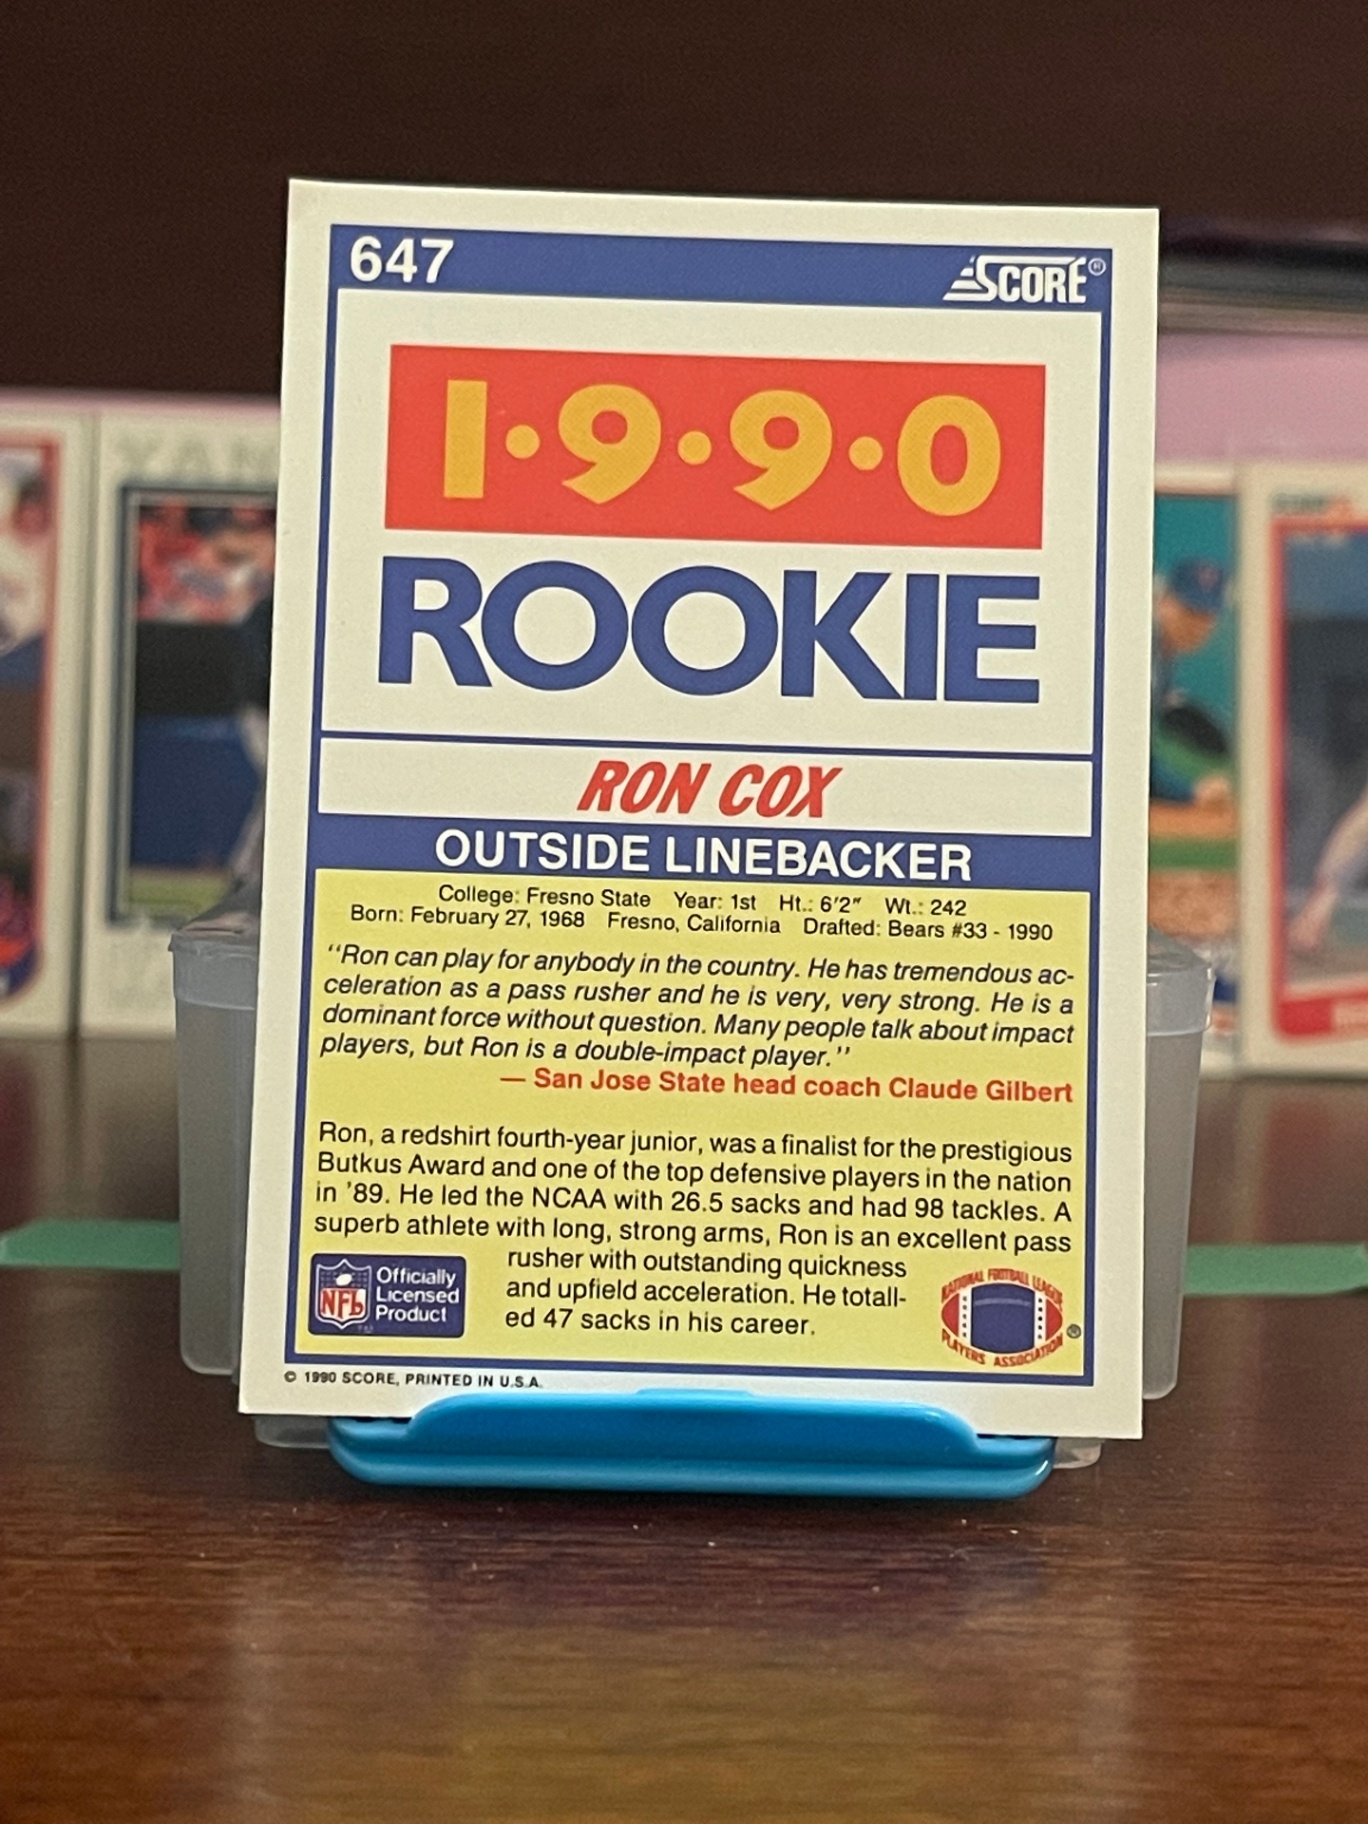 647
SCORE®
1·9·9·0
ROOKIE
RON COX
OUTSIDE LINEBACKER
College: Fresno State Year: 1st Ht.: 6'2" Wt.: 242
Born: February 27, 1968 Fresno, California Drafted: Bears #33 - 1990
"Ron can play for anybody in the country. He has tremendous ac-
celeration as a pass rusher and he is very, very strong. He is a
dominant force without question. Many people talk about impact
players, but Ron is a double-impact player."
— San Jose State head coach Claude Gilbert
Ron, a redshirt fourth-year junior, was a finalist for the prestigious
Butkus Award and one of the top defensive players in the nation
in '89. He led the NCAA with 26.5 sacks and had 98 tackles. A
superb athlete with long, strong arms, Ron is an excellent pass
rusher with outstanding quickness
and upfield acceleration. He totall-
ed 47 sacks in his career.
NFL
Officially
Licensed
Product
NATIONAL FOOTBALL LEAGUE
PLAYERS ASSOCIATION ®
© 1990 SCORE, PRINTED IN U.S.A.